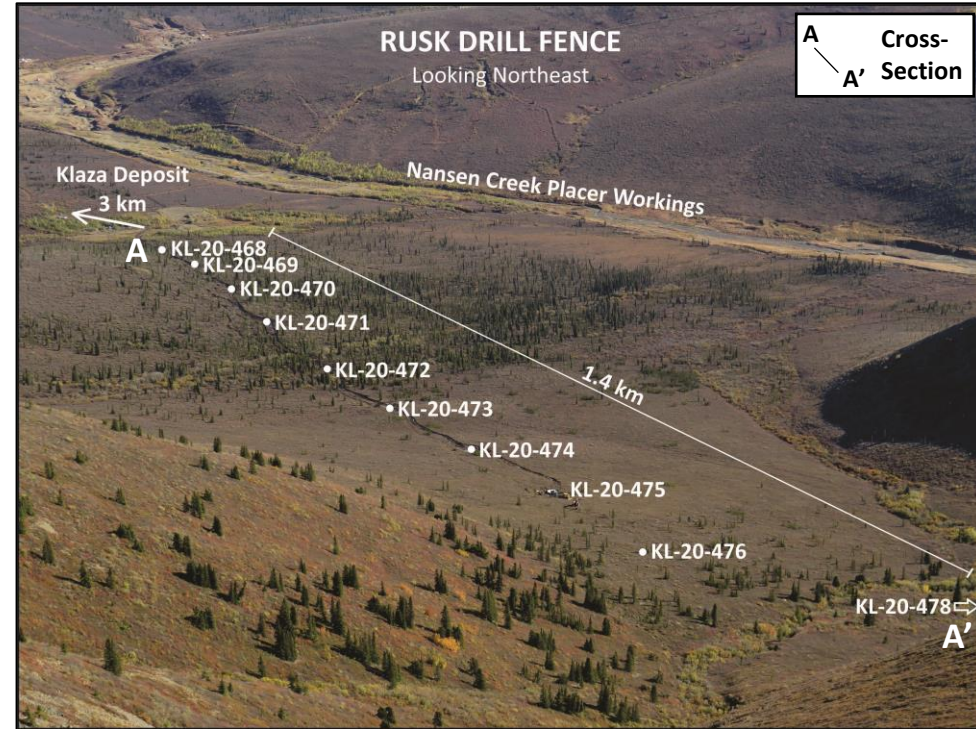 RUSK DRILL FENCE
Looking Northeast
A
A'
Cross-
Section
Klaza Deposit
3 km
Nansen Creek Placer Workings
A
KL-20-468
KL-20-469
KL-20-470
KL-20-471
KL-20-472
1.4 km
KL-20-473
KL-20-474
KL-20-475
KL-20-476
KL-20-478
A'